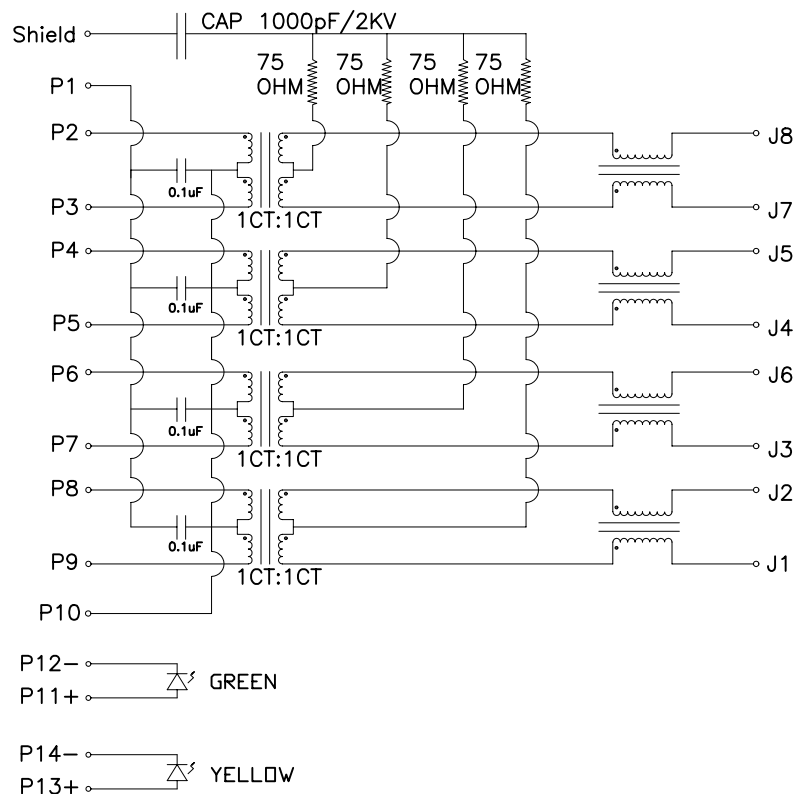 CAP 1000pF/2KV
Shield
75 OHM
75 OHM
75 OHM
75 OHM
P1
P2
J8
0.1uF
P3
J7
1CT:1CT
P4
J5
0.1uF
P5
J4
1CT:1CT
P6
J6
0.1uF
P7
J3
1CT:1CT
P8
J2
0.1uF
P9
J1
1CT:1CT
P10
P12-
GREEN
P11+
P14-
YELLOW
P13+